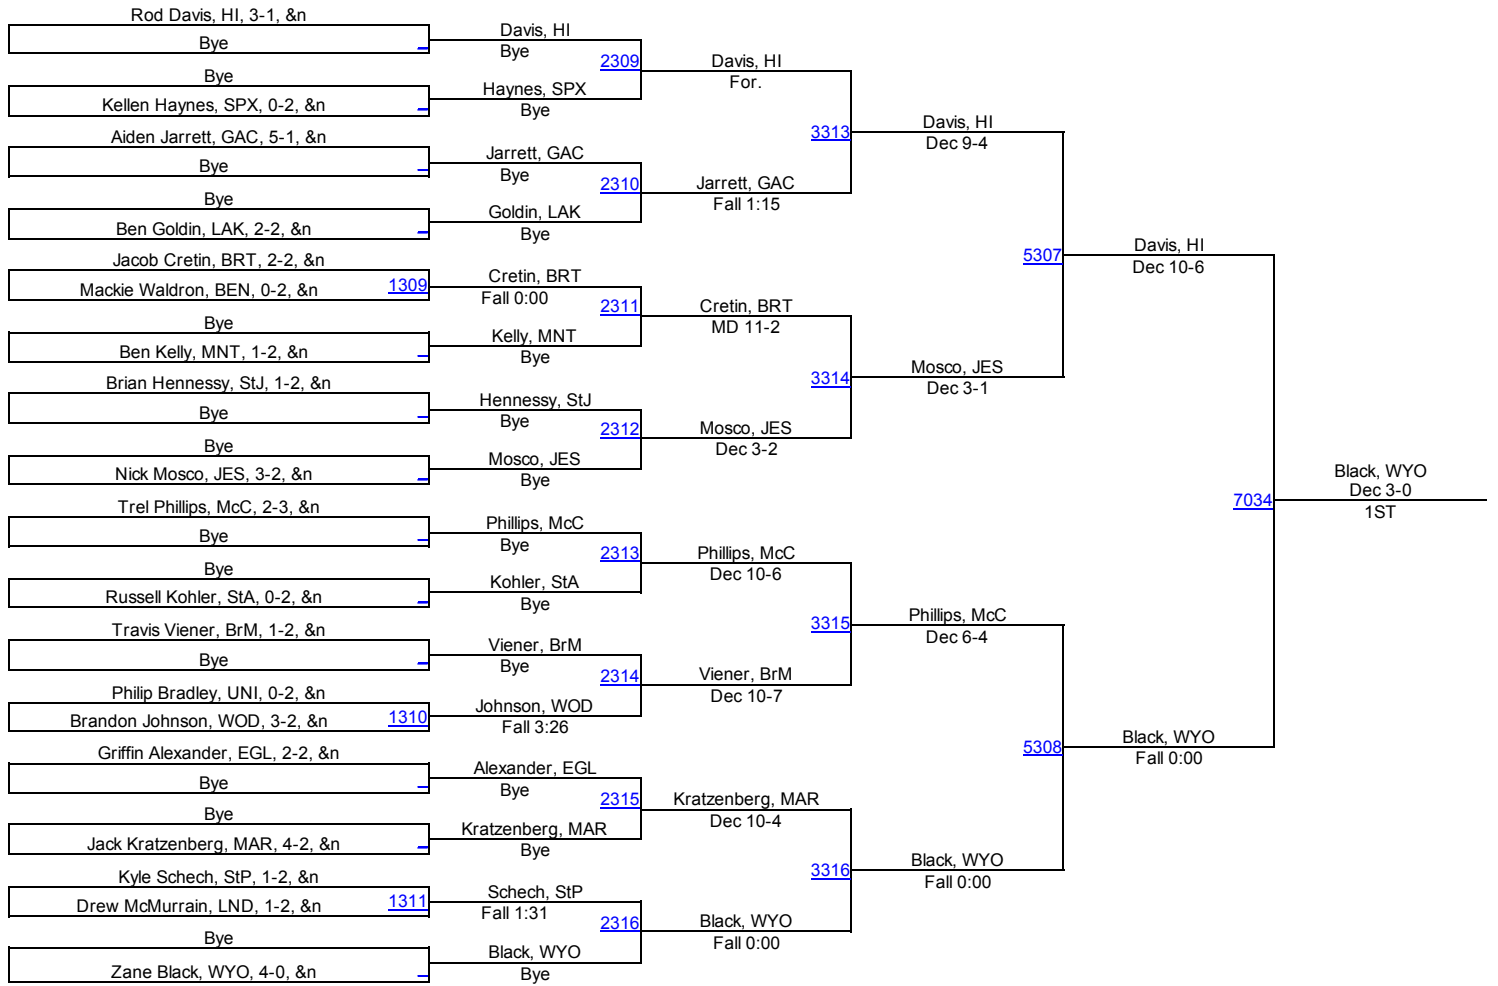 Rod Davis, HI, 3-1, &n
Bye
Bye
Kellen Haynes, SPX, 0-2, &n
Aiden Jarrett, GAC, 5-1, &n
Bye
Bye
Ben Goldin, LAK, 2-2, &n
Jacob Cretin, BRT, 2-2, &n
Mackie Waldron, BEN, 0-2, &n
1309
Bye
Ben Kelly, MNT, 1-2, &n
Brian Hennessy, StJ, 1-2, &n
Bye
Bye
Nick Mosco, JES, 3-2, &n
Trel Phillips, McC, 2-3, &n
Bye
Bye
Russell Kohler, StA, 0-2, &n
Travis Viener, BrM, 1-2, &n
Bye
Philip Bradley, UNI, 0-2, &n
Brandon Johnson, WOD, 3-2, &n
1310
Griffin Alexander, EGL, 2-2, &n
Bye
Bye
Jack Kratzenberg, MAR, 4-2, &n
Kyle Schech, StP, 1-2, &n
Drew McMurrain, LND, 1-2, &n
1311
Bye
Zane Black, WYO, 4-0, &n
Davis, HI
Bye
2309
Haynes, SPX
Bye
Jarrett, GAC
Bye
2310
Goldin, LAK
Bye
Cretin, BRT
Fall 0:00
2311
Kelly, MNT
Bye
Hennessy, StJ
Bye
2312
Mosco, JES
Bye
Phillips, McC
Bye
2313
Kohler, StA
Bye
Viener, BrM
Bye
2314
Johnson, WOD
Fall 3:26
Alexander, EGL
Bye
2315
Kratzenberg, MAR
Bye
Schech, StP
Fall 1:31
2316
Black, WYO
Bye
Davis, HI
For.
3313
Jarrett, GAC
Fall 1:15
Cretin, BRT
MD 11-2
3314
Mosco, JES
Dec 3-2
Phillips, McC
Dec 10-6
3315
Viener, BrM
Dec 10-7
Kratzenberg, MAR
Dec 10-4
3316
Black, WYO
Fall 0:00
Davis, HI
Dec 9-4
5307
Mosco, JES
Dec 3-1
Phillips, McC
Dec 6-4
5308
Black, WYO
Fall 0:00
Davis, HI
Dec 10-6
7034
Black, WYO
Fall 0:00
Black, WYO
Dec 3-0
1ST